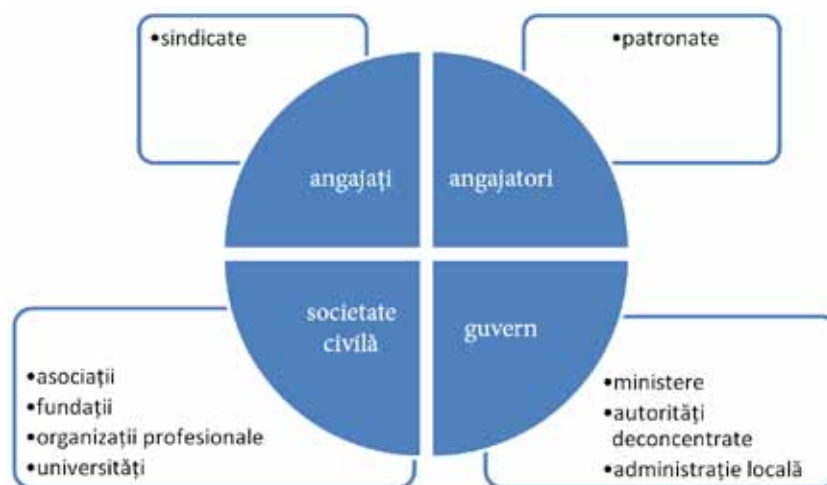 •sindicate
•patronate
angajați
angajatori
societate
civilă
guvern
•asociații
•fundații
•organizații profesionale
•universități
•ministere
•autorități
deconcentrate
•administrație locală